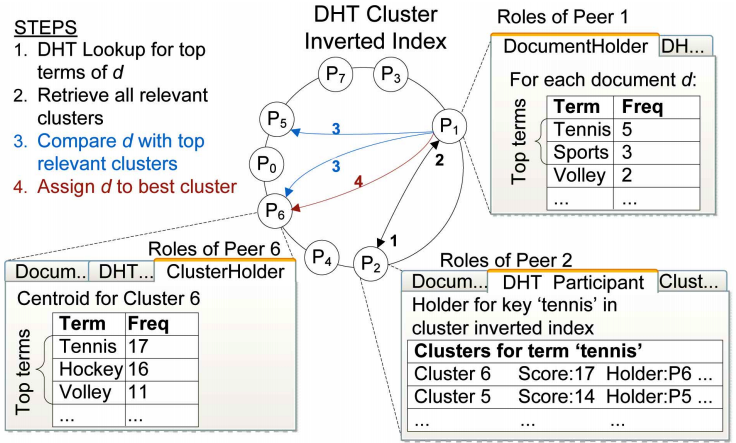 STEPS
1. DHT Lookup for top
terms of d
2. Retrieve all relevant
clusters
3. Compare d with top
relevant clusters
4. Assign d to best cluster
DHT Cluster
Inverted Index
P7
P3
P5
P1
P0
P6
P4
P2
3
3
4
2
1
Roles of Peer 1
DocumentHolder DH...
For each document d:
Top terms
Term Freq
Tennis 5
Sports 3
Volley 2
... ...
Roles of Peer 6
Docum.. DHT... ClusterHolder
Centroid for Cluster 6
Top terms
Term Freq
Tennis 17
Hockey 16
Volley 11
... ...
Roles of Peer 2
Docum... DHT Participant Clust...
Holder for key ‘tennis’ in
cluster inverted index
Clusters for term ‘tennis’
Cluster 6 Score:17 Holder:P6 ...
Cluster 5 Score:14 Holder:P5 ...
... ... ...